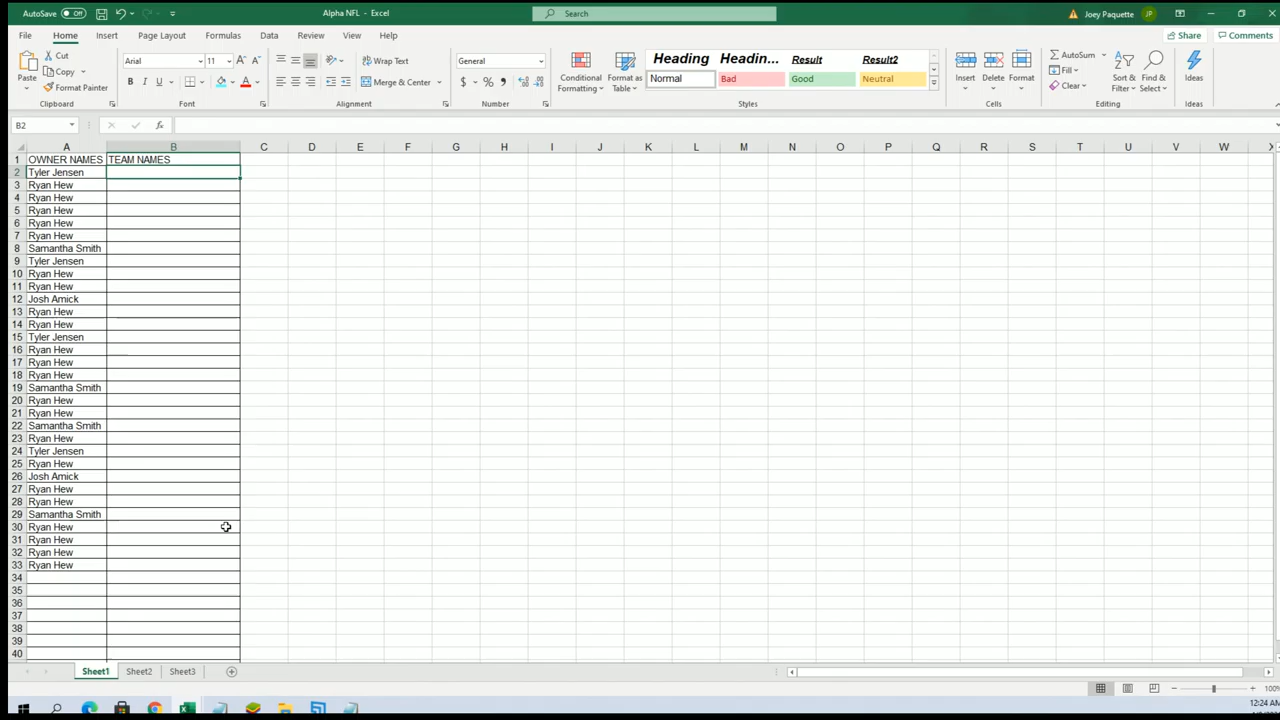 AutoSave Off
Alpha NFL - Excel
Search
Joey Paquette JP
File Home Insert Page Layout Formulas Data Review View Help
Share Comments
Paste
Cut
Copy
Format Painter
Arial 11
B I U
Wrap Text
Merge & Center
General
$ % ,
Conditional Formatting
Format as Table
Heading Headin... Result Result2
Normal Bad Good Neutral
Insert Delete Format
AutoSum
Fill
Clear
Sort & Filter
Find & Select
Ideas
Clipboard Font Alignment Number Styles Cells Editing Ideas
B2 fx
A B C D E F G H I J K L M N O P Q R S T U V W X
1 OWNER NAMES TEAM NAMES
2 Tyler Jensen
3 Ryan Hew
4 Ryan Hew
5 Ryan Hew
6 Ryan Hew
7 Ryan Hew
8 Samantha Smith
9 Tyler Jensen
10 Ryan Hew
11 Ryan Hew
12 Josh Amick
13 Ryan Hew
14 Ryan Hew
15 Tyler Jensen
16 Ryan Hew
17 Ryan Hew
18 Ryan Hew
19 Samantha Smith
20 Ryan Hew
21 Ryan Hew
22 Samantha Smith
23 Ryan Hew
24 Tyler Jensen
25 Ryan Hew
26 Josh Amick
27 Ryan Hew
28 Ryan Hew
29 Samantha Smith
30 Ryan Hew
31 Ryan Hew
32 Ryan Hew
33 Ryan Hew
34
35
36
37
38
39
40
Sheet1 Sheet2 Sheet3
100%
12:24 AM